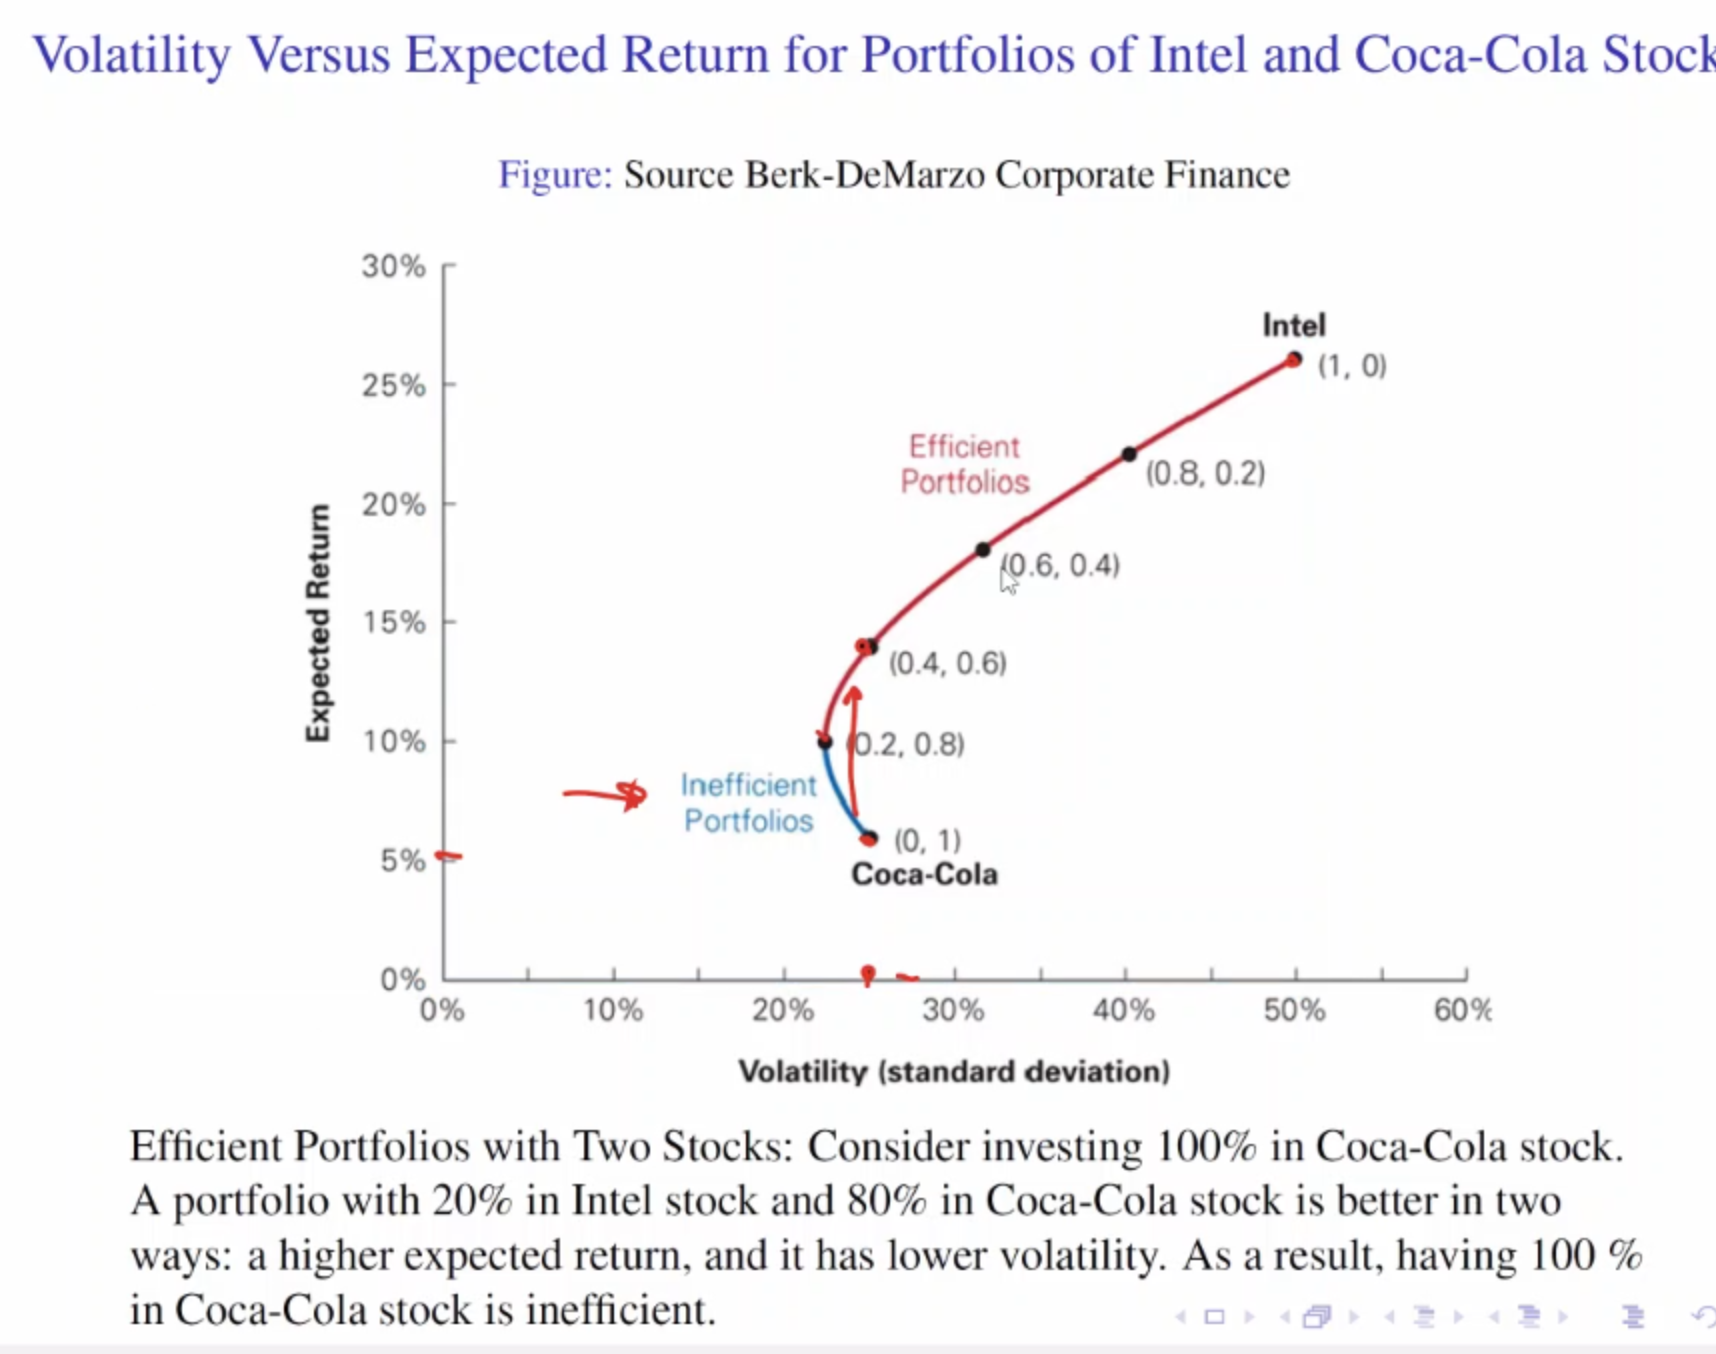 Volatility Versus Expected Return for Portfolios of Intel and Coca-Cola Stock
Figure: Source Berk-DeMarzo Corporate Finance
30%
25%
20%
15%
10%
5%
0%
Expected Return
Intel
(1, 0)
Efficient
Portfolios
(0.8, 0.2)
(0.6, 0.4)
(0.4, 0.6)
(0.2, 0.8)
Inefficient
Portfolios
(0, 1)
Coca-Cola
0% 10% 20% 30% 40% 50% 60%
Volatility (standard deviation)
Efficient Portfolios with Two Stocks: Consider investing 100% in Coca-Cola stock.
A portfolio with 20% in Intel stock and 80% in Coca-Cola stock is better in two
ways: a higher expected return, and it has lower volatility. As a result, having 100 %
in Coca-Cola stock is inefficient.